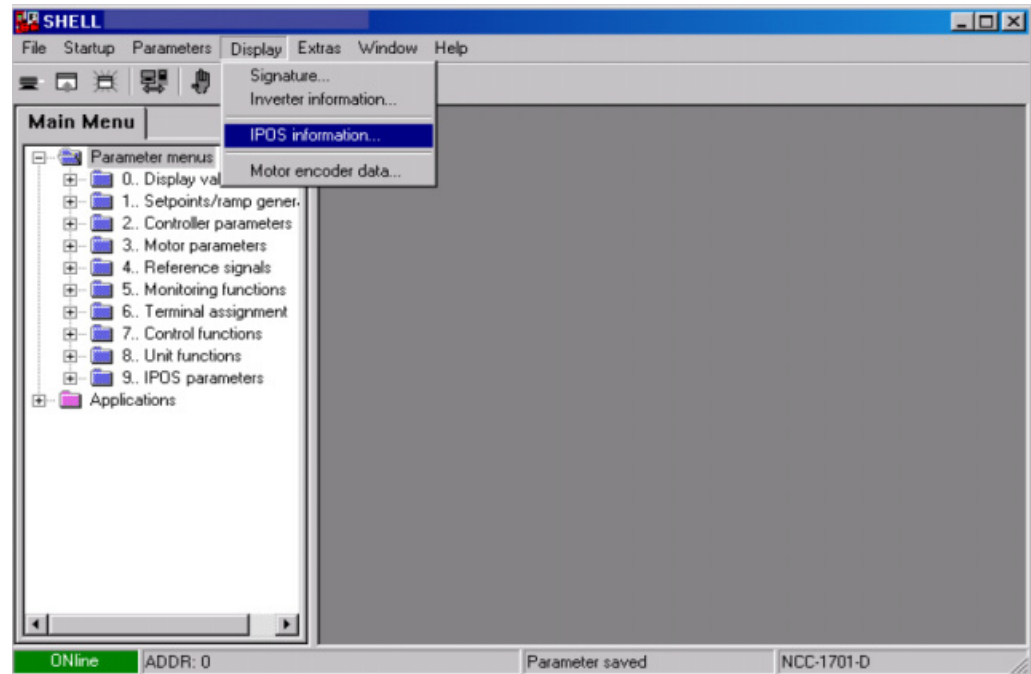 SHELL
File Startup Parameters Display Extras Window Help
Signature...
Inverter information...
IPOS information...
Motor encoder data...
Main Menu
Parameter menus
0.. Display val
1.. Setpoints/ramp gener
2.. Controller parameters
3.. Motor parameters
4.. Reference signals
5.. Monitoring functions
6.. Terminal assignment
7.. Control functions
8.. Unit functions
9.. IPOS parameters
Applications
ONline ADDR: 0 Parameter saved NCC-1701-D